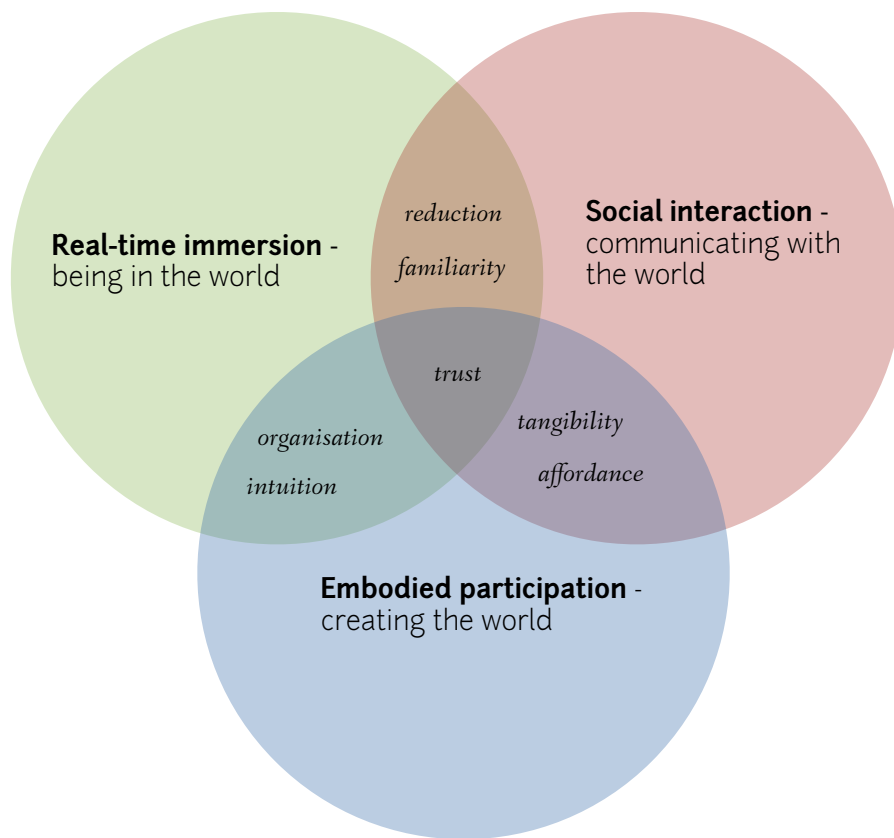 reduction
familiarity
Real-time immersion -
being in the world
Social interaction -
communicating with
the world
trust
organisation
intuition
tangibility
affordance
Embodied participation -
creating the world